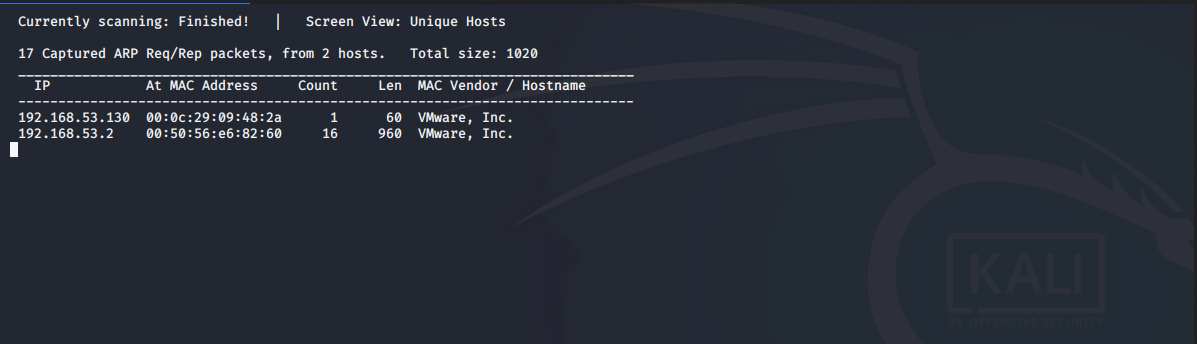 Currently scanning: Finished!   |   Screen View: Unique Hosts
17 Captured ARP Req/Rep packets, from 2 hosts.   Total size: 1020
_____________________________________________________________________________
  IP            At MAC Address     Count     Len  MAC Vendor / Hostname
-----------------------------------------------------------------------------
192.168.53.130  00:0c:29:09:48:2a      1      60  VMware, Inc.
192.168.53.2    00:50:56:e6:82:60     16     960  VMware, Inc.
KALI
BY OFFENSIVE SECURITY